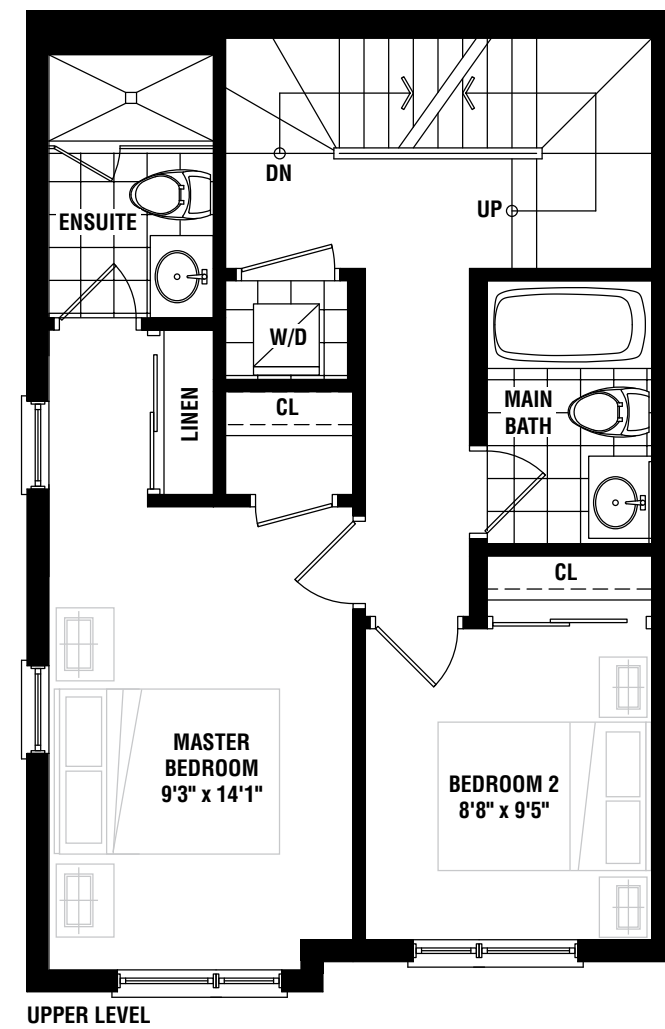 DN
UP
ENSUITE
W/D
LINEN
CL
MAIN
BATH
CL
MASTER
BEDROOM
9'3" x 14'1"
BEDROOM 2
8'8" x 9'5"
UPPER LEVEL